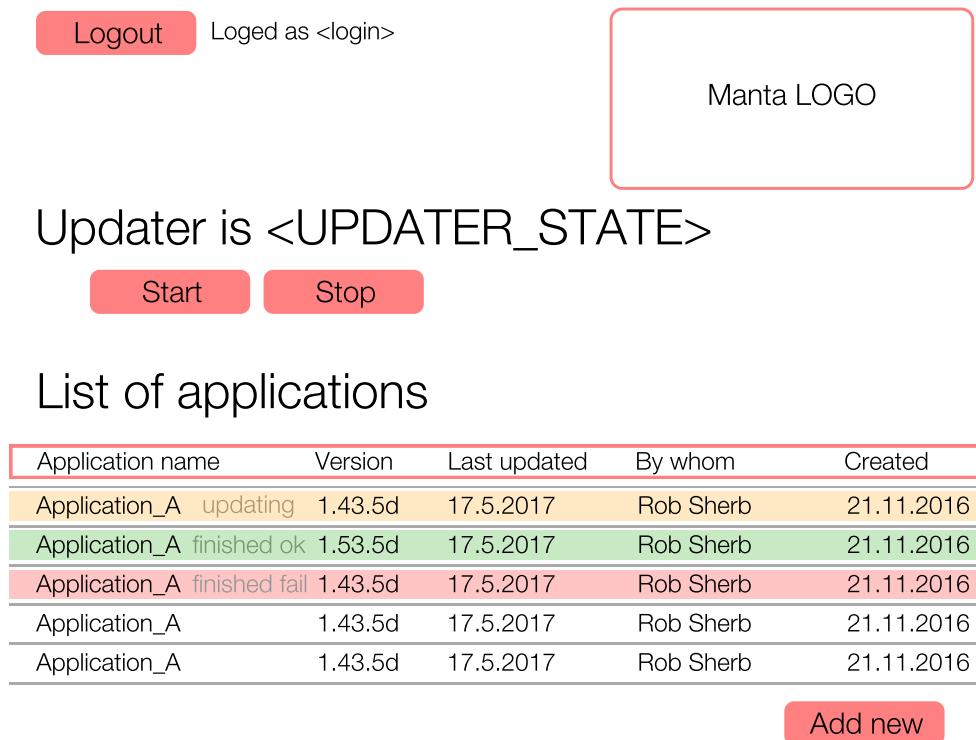 Logout Loged as <login>
Manta LOGO
Updater is <UPDATER_STATE>
Start Stop
List of applications
Application name Version Last updated By whom Created
Application_A updating 1.43.5d 17.5.2017 Rob Sherb 21.11.2016
Application_A finished ok 1.53.5d 17.5.2017 Rob Sherb 21.11.2016
Application_A finished fail 1.43.5d 17.5.2017 Rob Sherb 21.11.2016
Application_A 1.43.5d 17.5.2017 Rob Sherb 21.11.2016
Application_A 1.43.5d 17.5.2017 Rob Sherb 21.11.2016
Add new